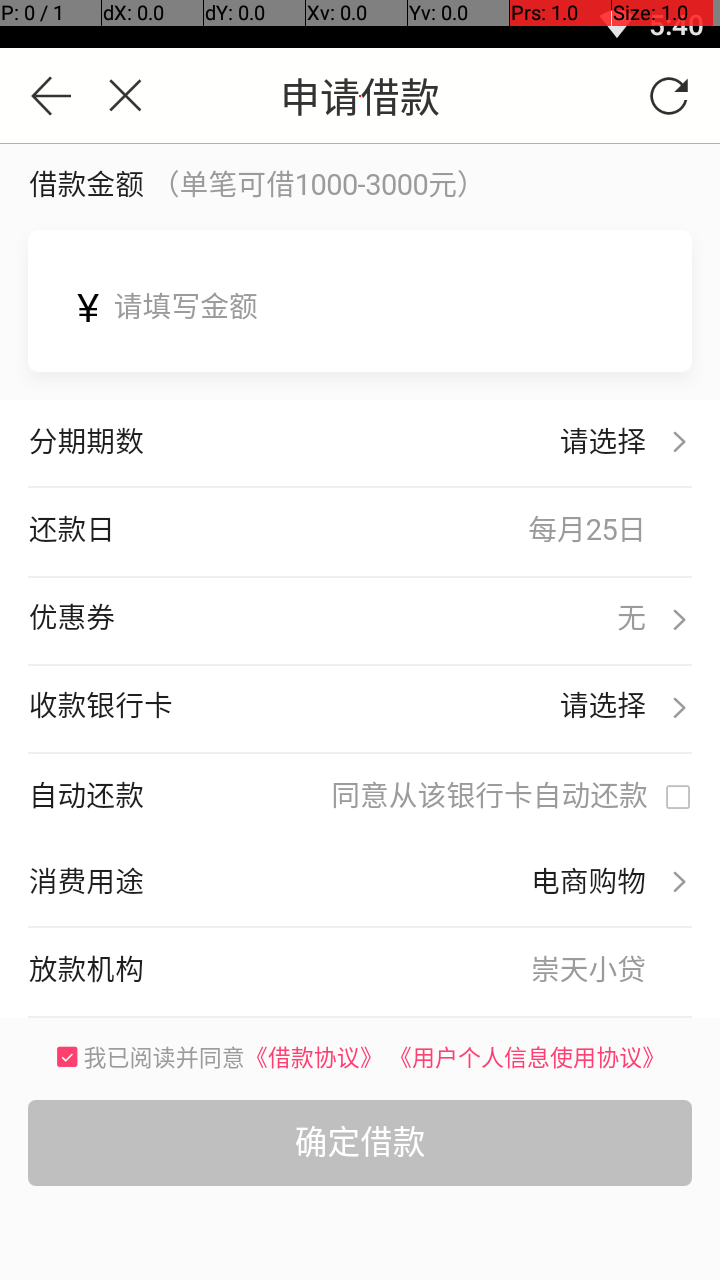 P: 0 / 1 dX: 0.0 dY: 0.0 Xv: 0.0 Yv: 0.0 Prs: 1.0 Size: 1.0
5:40
申请借款
借款金额 （单笔可借1000-3000元）
¥ 请填写金额
分期期数 请选择
还款日 每月25日
优惠券 无
收款银行卡 请选择
自动还款 同意从该银行卡自动还款
消费用途 电商购物
放款机构 崇天小贷
我已阅读并同意《借款协议》 《用户个人信息使用协议》
确定借款